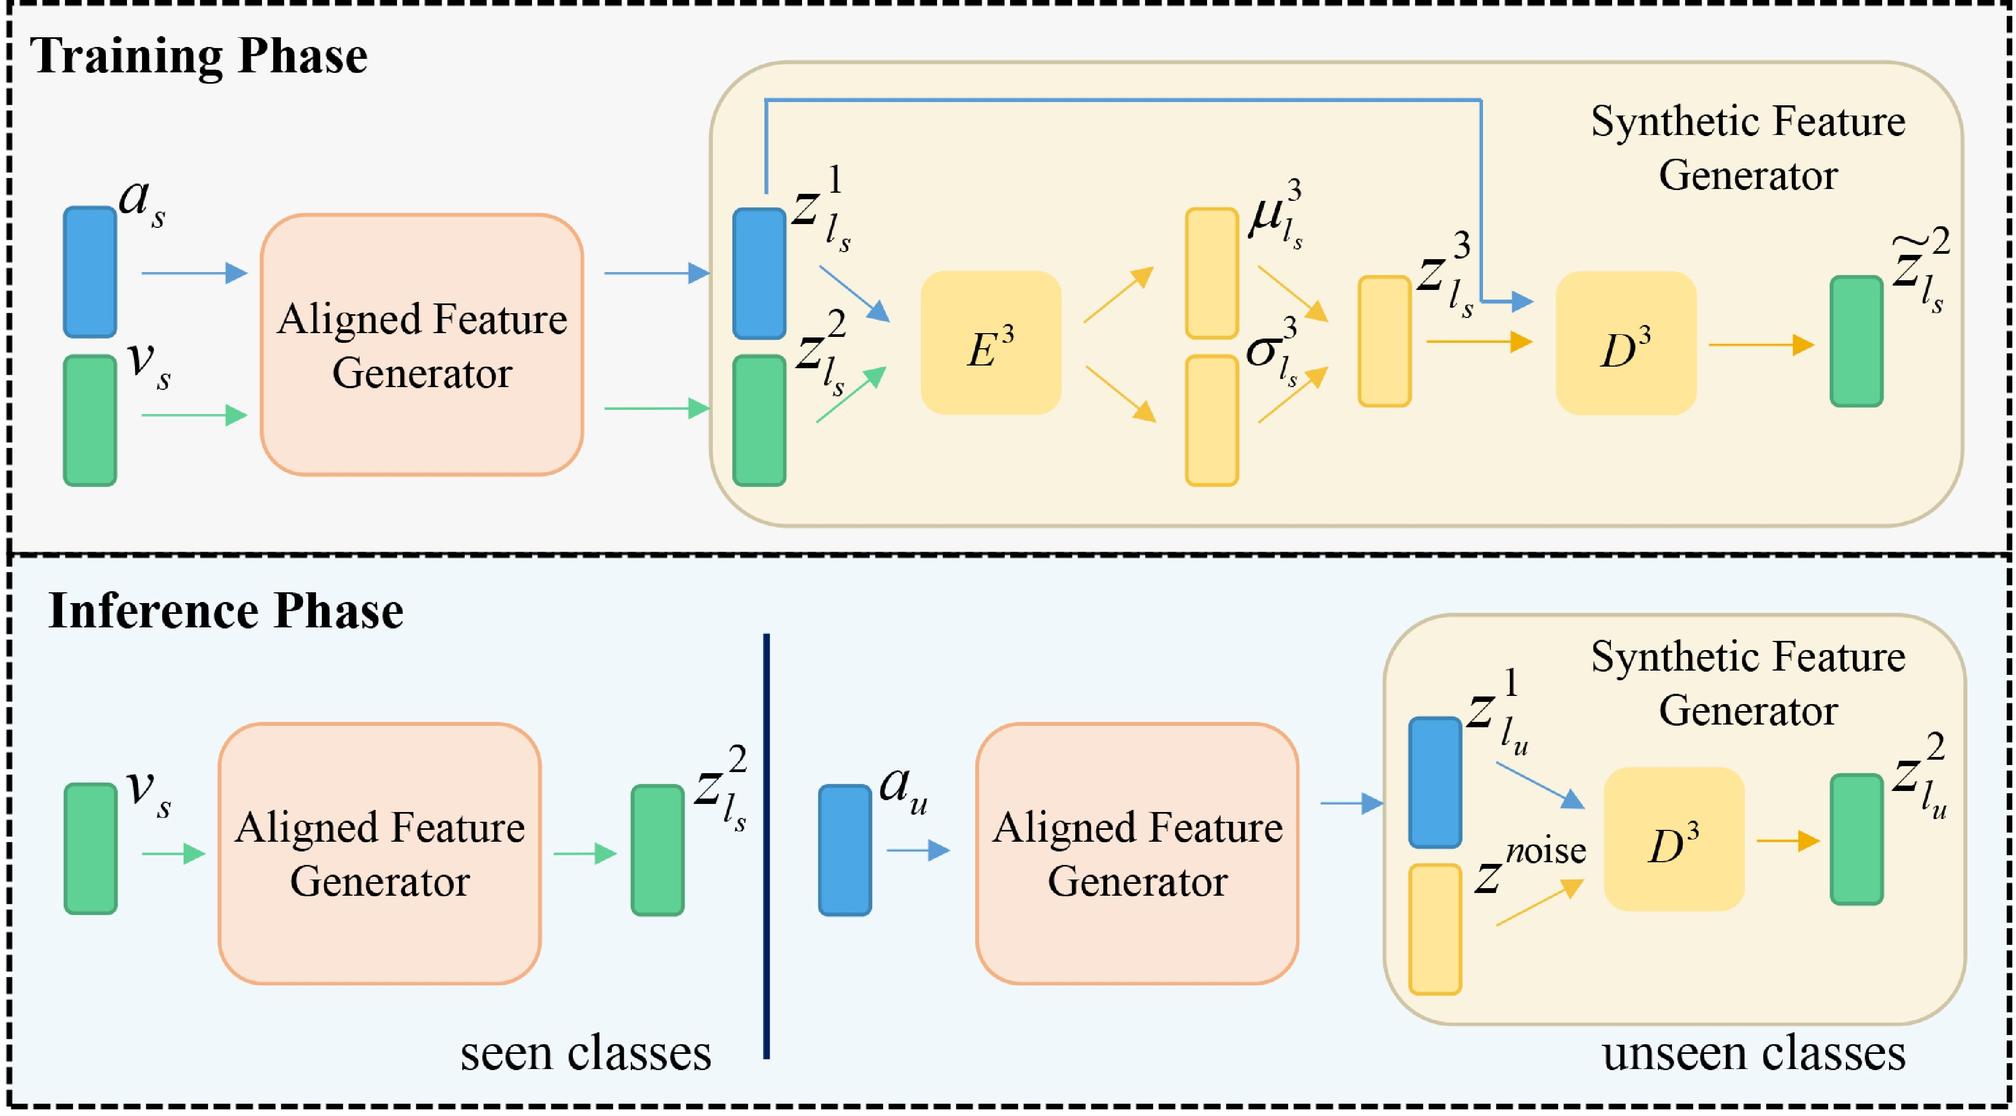 Training Phase
Synthetic Feature
Generator
a_s
v_s
Aligned Feature
Generator
z_{l_s}^1
z_{l_s}^2
E^3
μ_{l_s}^3
σ_{l_s}^3
z_{l_s}^3
D^3
\tilde{z}_{l_s}^2
Inference Phase
v_s
Aligned Feature
Generator
z_{l_s}^2
seen classes
a_u
Aligned Feature
Generator
Synthetic Feature
Generator
z_{l_u}^1
z^{noise}
D^3
z_{l_u}^2
unseen classes